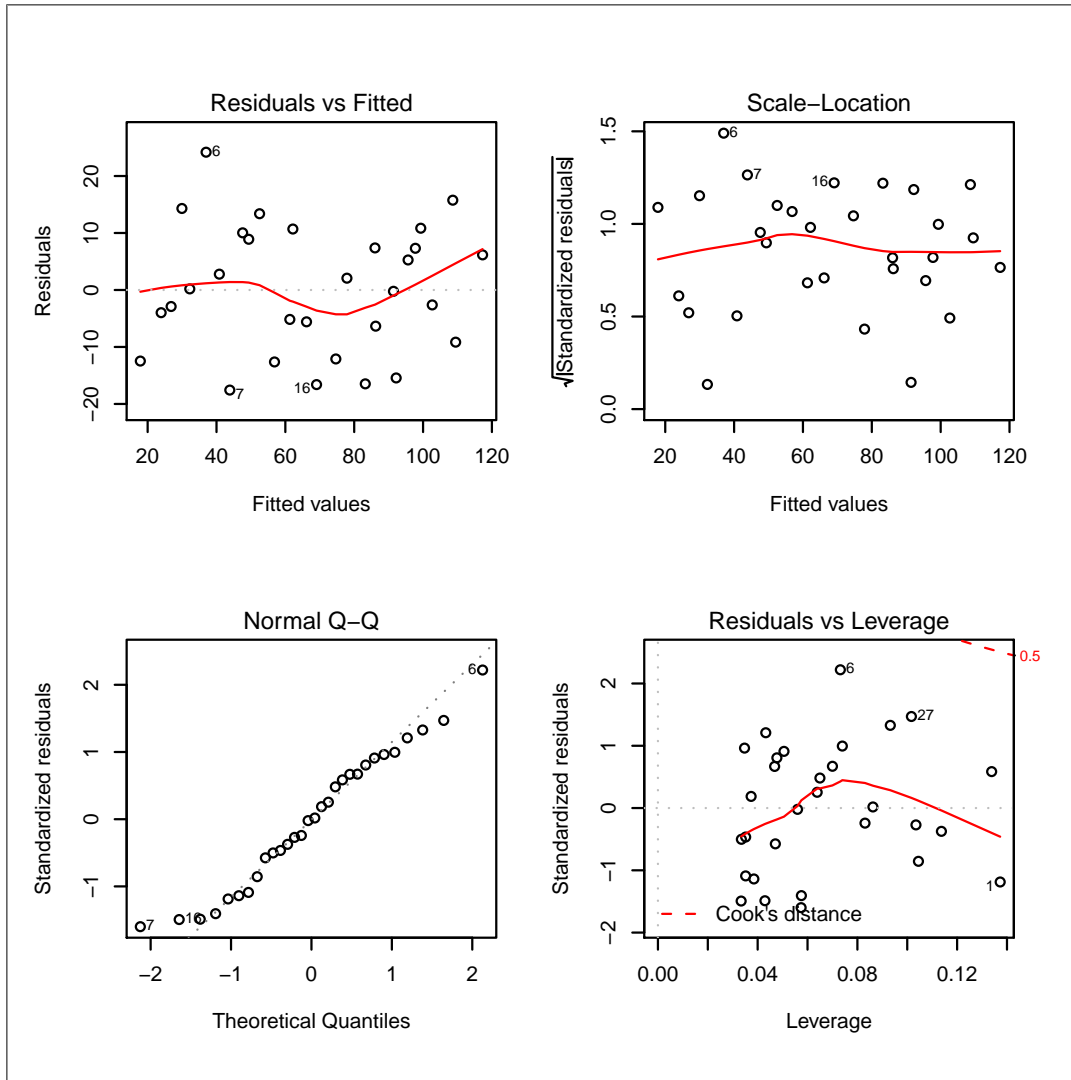 Residuals vs Fitted
Residuals
20
10
0
−10
−20
6
7
16
20 40 60 80 100 120
Fitted values
Scale−Location
√|Standardized residuals|
1.5
1.0
0.5
0.0
6
7
16
20 40 60 80 100 120
Fitted values
Normal Q−Q
Standardized residuals
2
1
0
−1
6
7
16
−2 −1 0 1 2
Theoretical Quantiles
Residuals vs Leverage
Standardized residuals
2
1
0
−1
−2
0.5
6
27
1
Cook's distance
0.00 0.04 0.08 0.12
Leverage